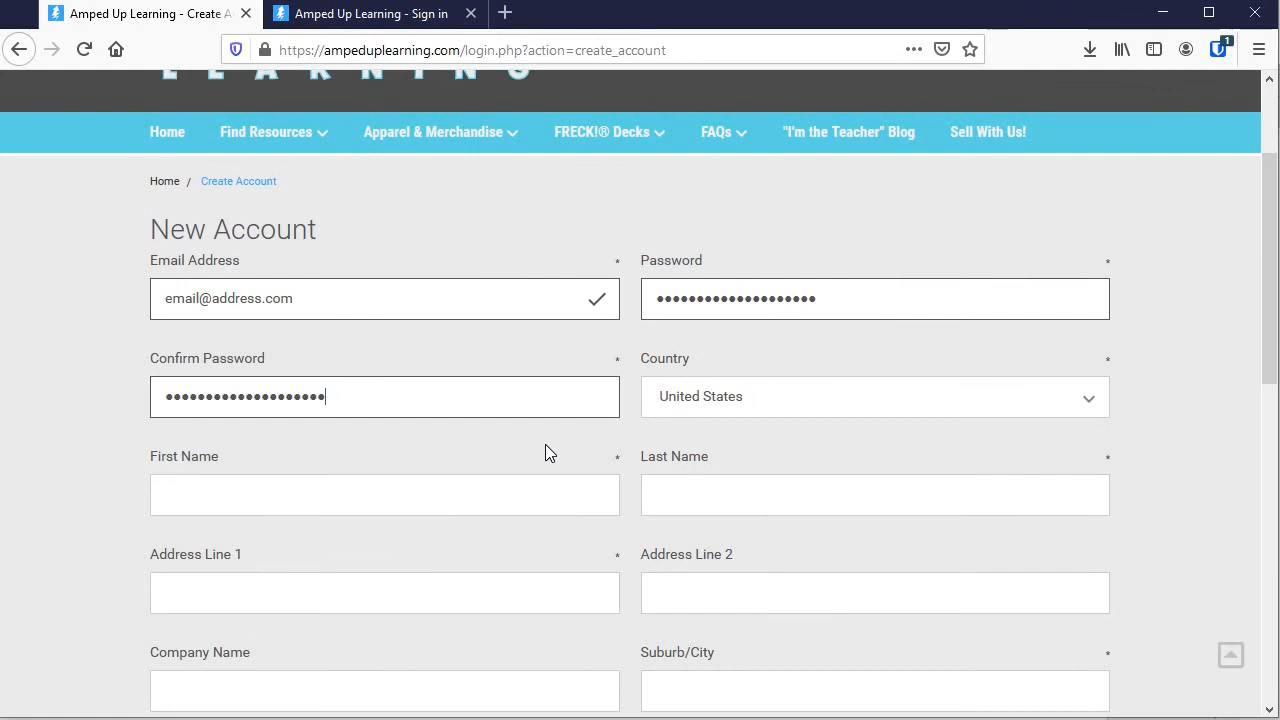 Amped Up Learning - Create A
Amped Up Learning - Sign in
https://ampeduplearning.com/login.php?action=create_account
1
LEARNING
Home Find Resources Apparel & Merchandise FRECK!® Decks FAQs "I'm the Teacher" Blog Sell With Us!
Home / Create Account
New Account
Email Address * Password *
email@address.com ••••••••••••••••••••
Confirm Password * Country *
•••••••••••••••••••• United States
First Name * Last Name *
Address Line 1 * Address Line 2
Company Name Suburb/City *